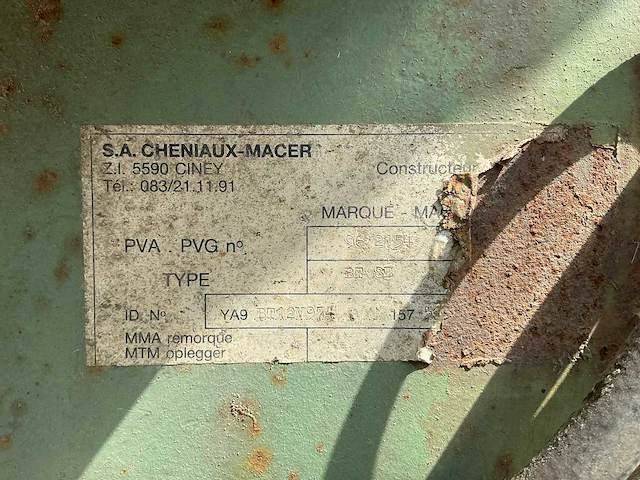 S.A. CHENIAUX-MACER
Z.I. 5590 CINEY Constructeur
Tél.: 083/21.11.91
MARQUE -
PVA PVG nº
TYPE
ID Nº YA9 157
MMA remorque
MTM oplegger